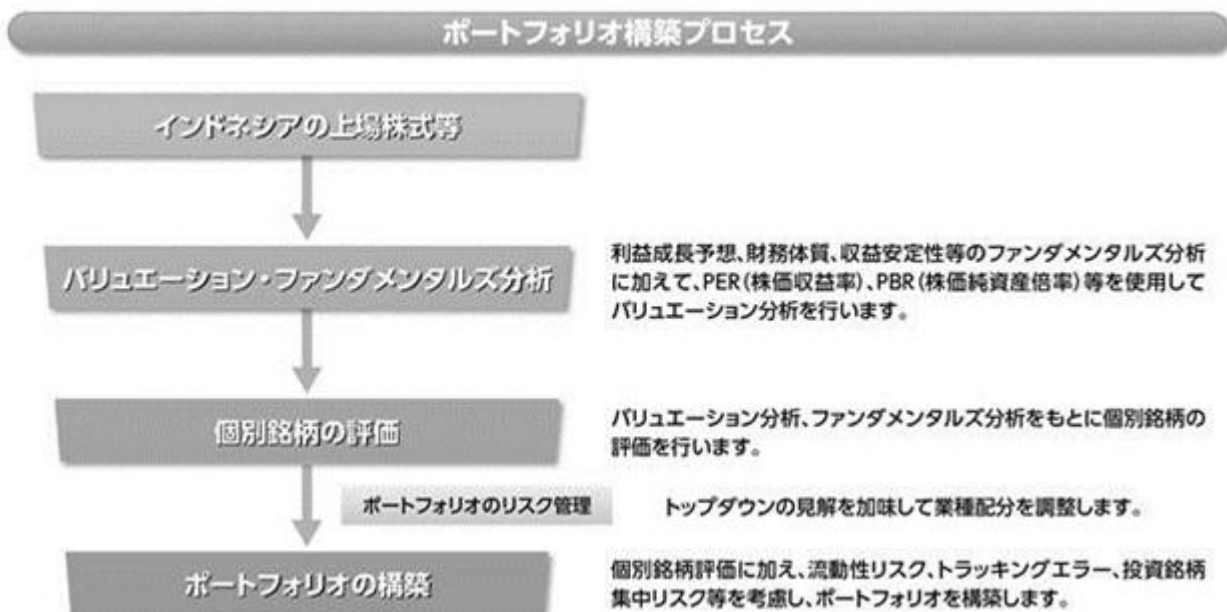 ポートフォリオ構築プロセス
インドネシアの上場株式等
バリュエーション・ファンダメンタルズ分析
利益成長予想、財務体質、収益安定性等のファンダメンタルズ分析
に加えて、PER(株価収益率)、PBR(株価純資産倍率)等を使用して
バリュエーション分析を行います。
個別銘柄の評価
バリュエーション分析、ファンダメンタルズ分析をもとに個別銘柄の
評価を行います。
ポートフォリオのリスク管理
トップダウンの見解を加味して業種配分を調整します。
ポートフォリオの構築
個別銘柄評価に加え、流動性リスク、トラッキングエラー、投資銘柄
集中リスク等を考慮し、ポートフォリオを構築します。